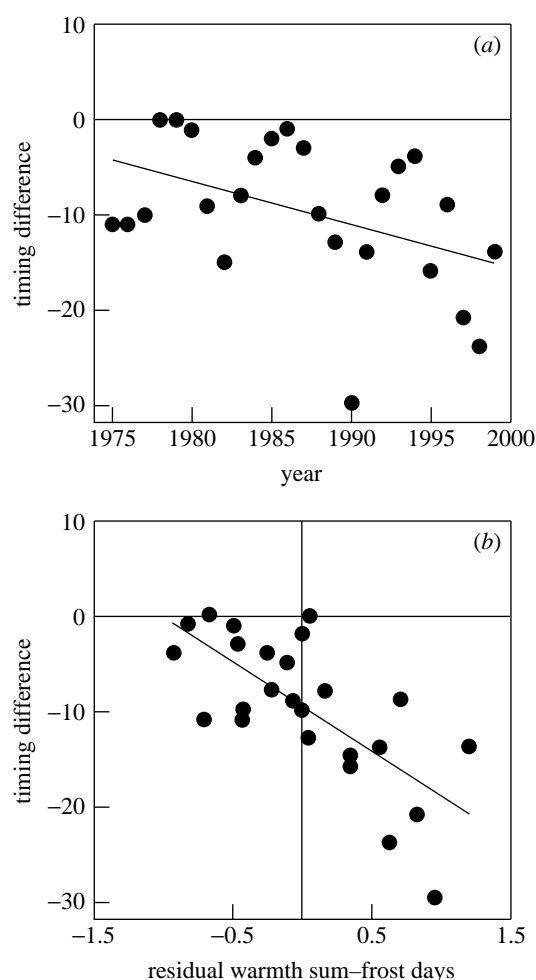 10
(a)
0
−10
−20
−30
timing difference
1975 1980 1985 1990 1995 2000
year
10
(b)
0
−10
−20
−30
timing difference
−1.5 −0.5 0.5 1.5
residual warmth sum–frost days